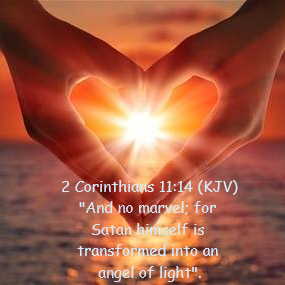 2 Corinthians 11:14 (KJV)
"And no marvel; for
Satan himself is
transformed into an
angel of light".